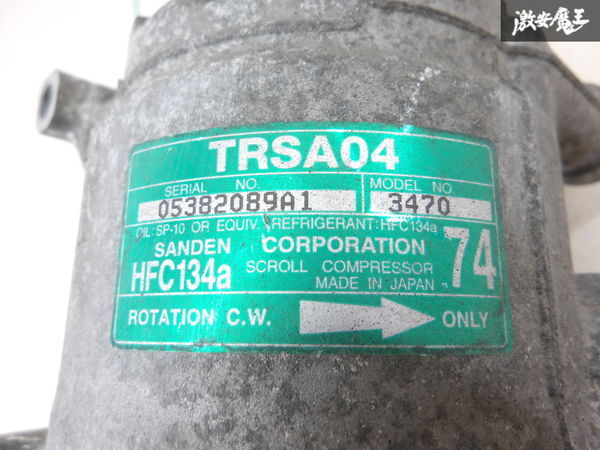 激安魔王
TRSA04
SERIAL NO. MODEL NO.
05382089A1 3470
OIL:SP-10 OR EQUIV. REFRIGERANT:HFC134a
SANDEN CORPORATION 74
HFC134a SCROLL COMPRESSOR
MADE IN JAPAN
ROTATION C.W. ONLY